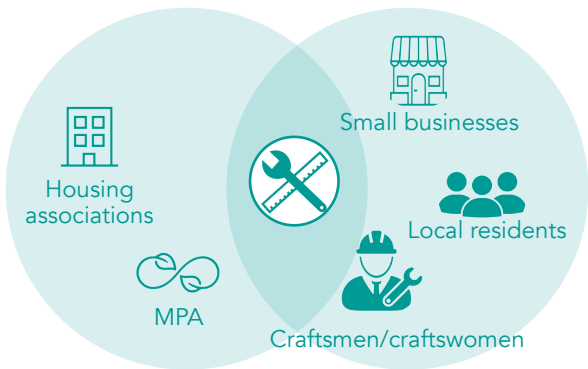 Housing
associations
MPA
Small businesses
Local residents
Craftsmen/craftswomen